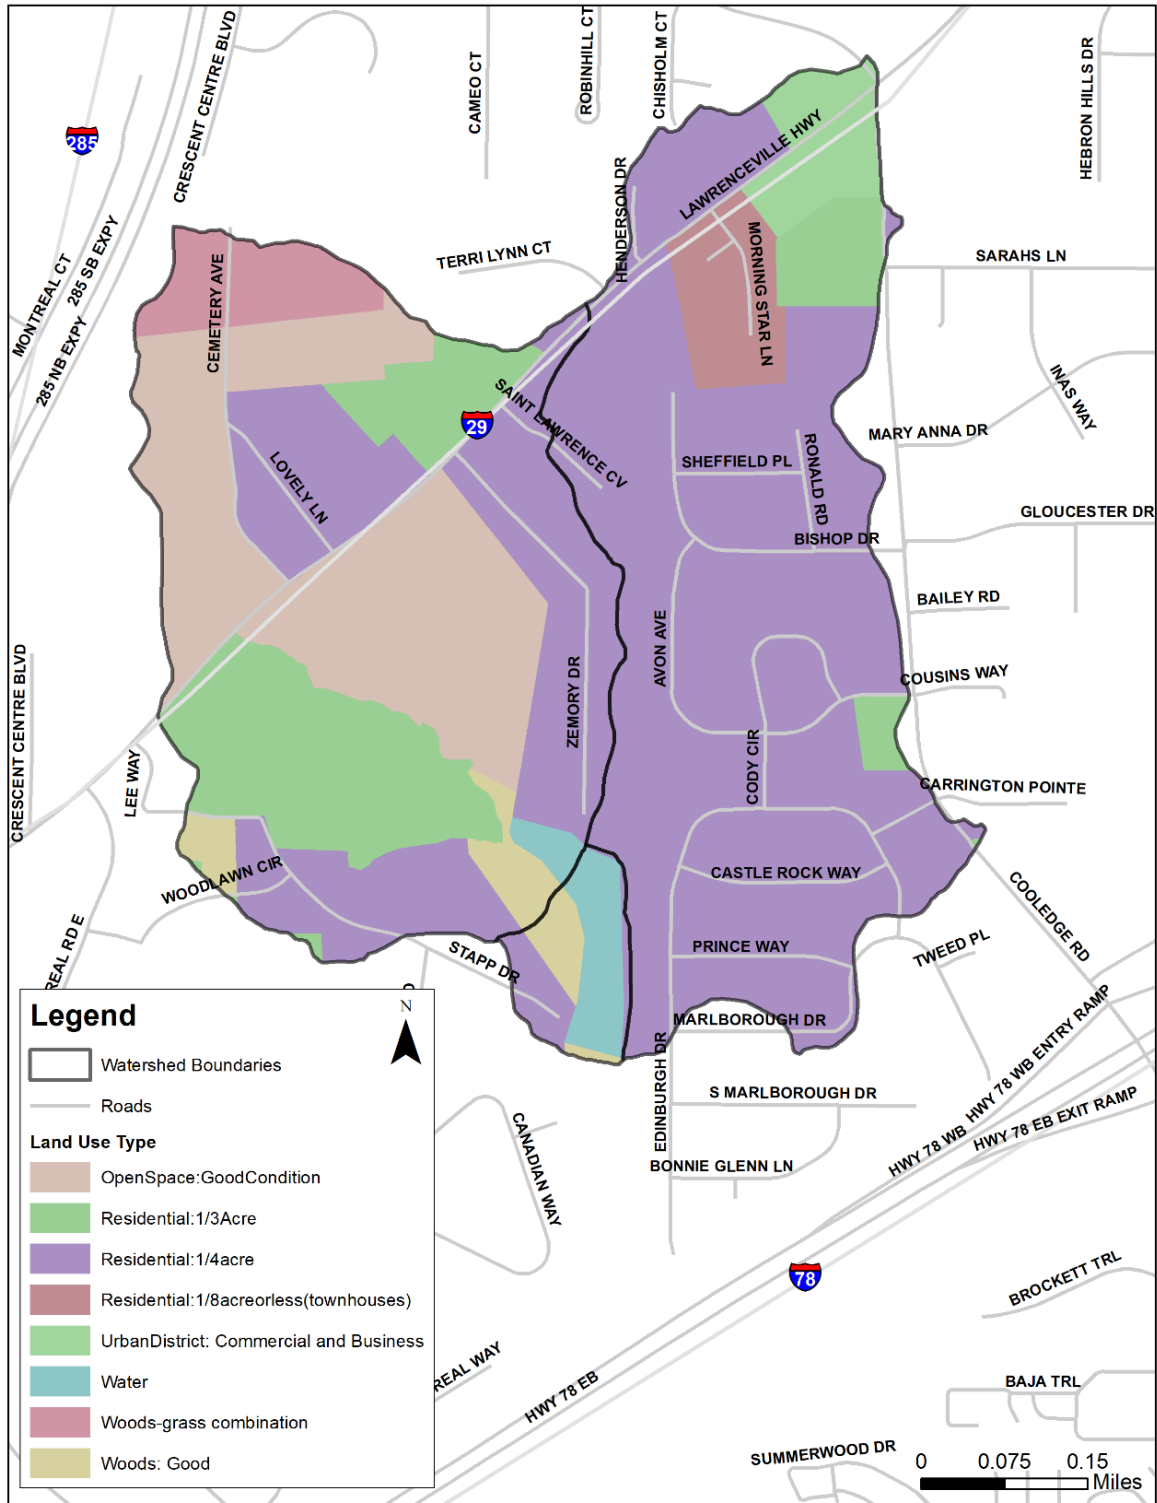 CRESCENT CENTRE BLVD
CAMEO CT
ROBINHILL CT
CHISHOLM CT
HEBRON HILLS DR
285
LAWRENCEVILLE HWY
HENDERSON DR
MONTREAL CT
285 SB EXPY
285 NB EXPY
CEMETERY AVE
TERRI LYNN CT
MORNING STAR LN
SARAHS LN
INAS WAY
SAINT LAWRENCE CV
29
MARY ANNA DR
LOVELY LN
SHEFFIELD PL
RONALD RD
GLOUCESTER DR
BISHOP DR
BAILEY RD
AVON AVE
COUSINS WAY
CRESCENT CENTRE BLVD
ZEMORY DR
CODY CIR
LEE WAY
CARRINGTON POINTE
WOODLAWN CIR
CASTLE ROCK WAY
COOLEDGE RD
REAL RD E
STAPP DR
PRINCE WAY
TWEED PL
MARLBOROUGH DR
EDINBURGH DR
HWY 78 WB ENTRY RAMP
S MARLBOROUGH DR
HWY 78 WB
HWY 78 EB EXIT RAMP
CANADIAN WAY
BONNIE GLENN LN
78
BROCKETT TRL
REAL WAY
HWY 78 EB
BAJA TRL
SUMMERWOOD DR
Legend
N
Watershed Boundaries
Roads
Land Use Type
OpenSpace:GoodCondition
Residential:1/3Acre
Residential:1/4acre
Residential:1/8acreorless(townhouses)
UrbanDistrict: Commercial and Business
Water
Woods-grass combination
Woods: Good
0 0.075 0.15
Miles